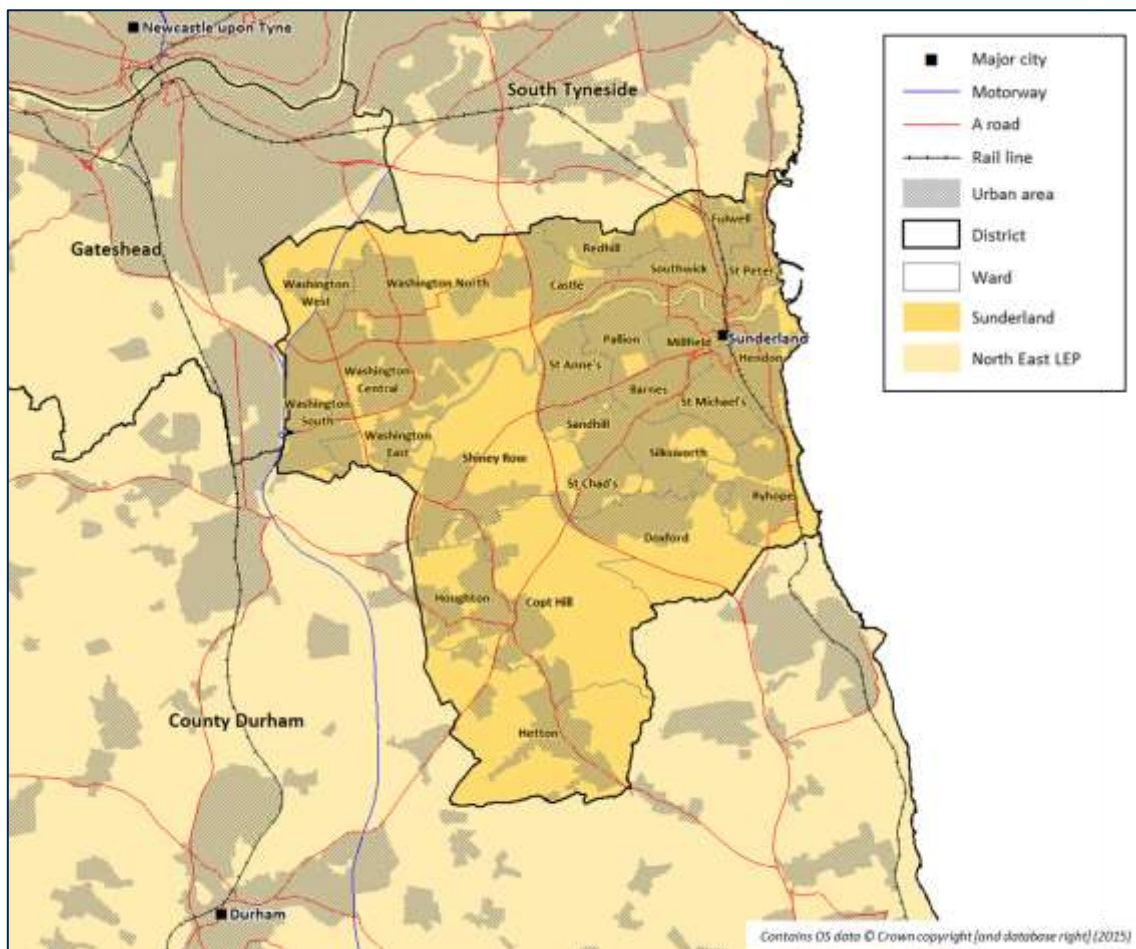 Newcastle upon Tyne
South Tyneside
Gateshead
Fulwell
Redhill
Southwick
St Peter's
Washington
West
Washington North
Castle
Sunderland
Pallion
Millfield
Hendon
St Anne's
Washington
Central
Barnes
St Michael's
Washington
South
Sandhill
Washington
East
Shiney Row
Silksworth
St Chad's
Ryhope
Doxford
Houghton
Copt Hill
County Durham
Hetton
Durham
Major city
Motorway
A road
Rail line
Urban area
District
Ward
Sunderland
North East LEP
Contains OS data © Crown copyright [and database right] (2015)